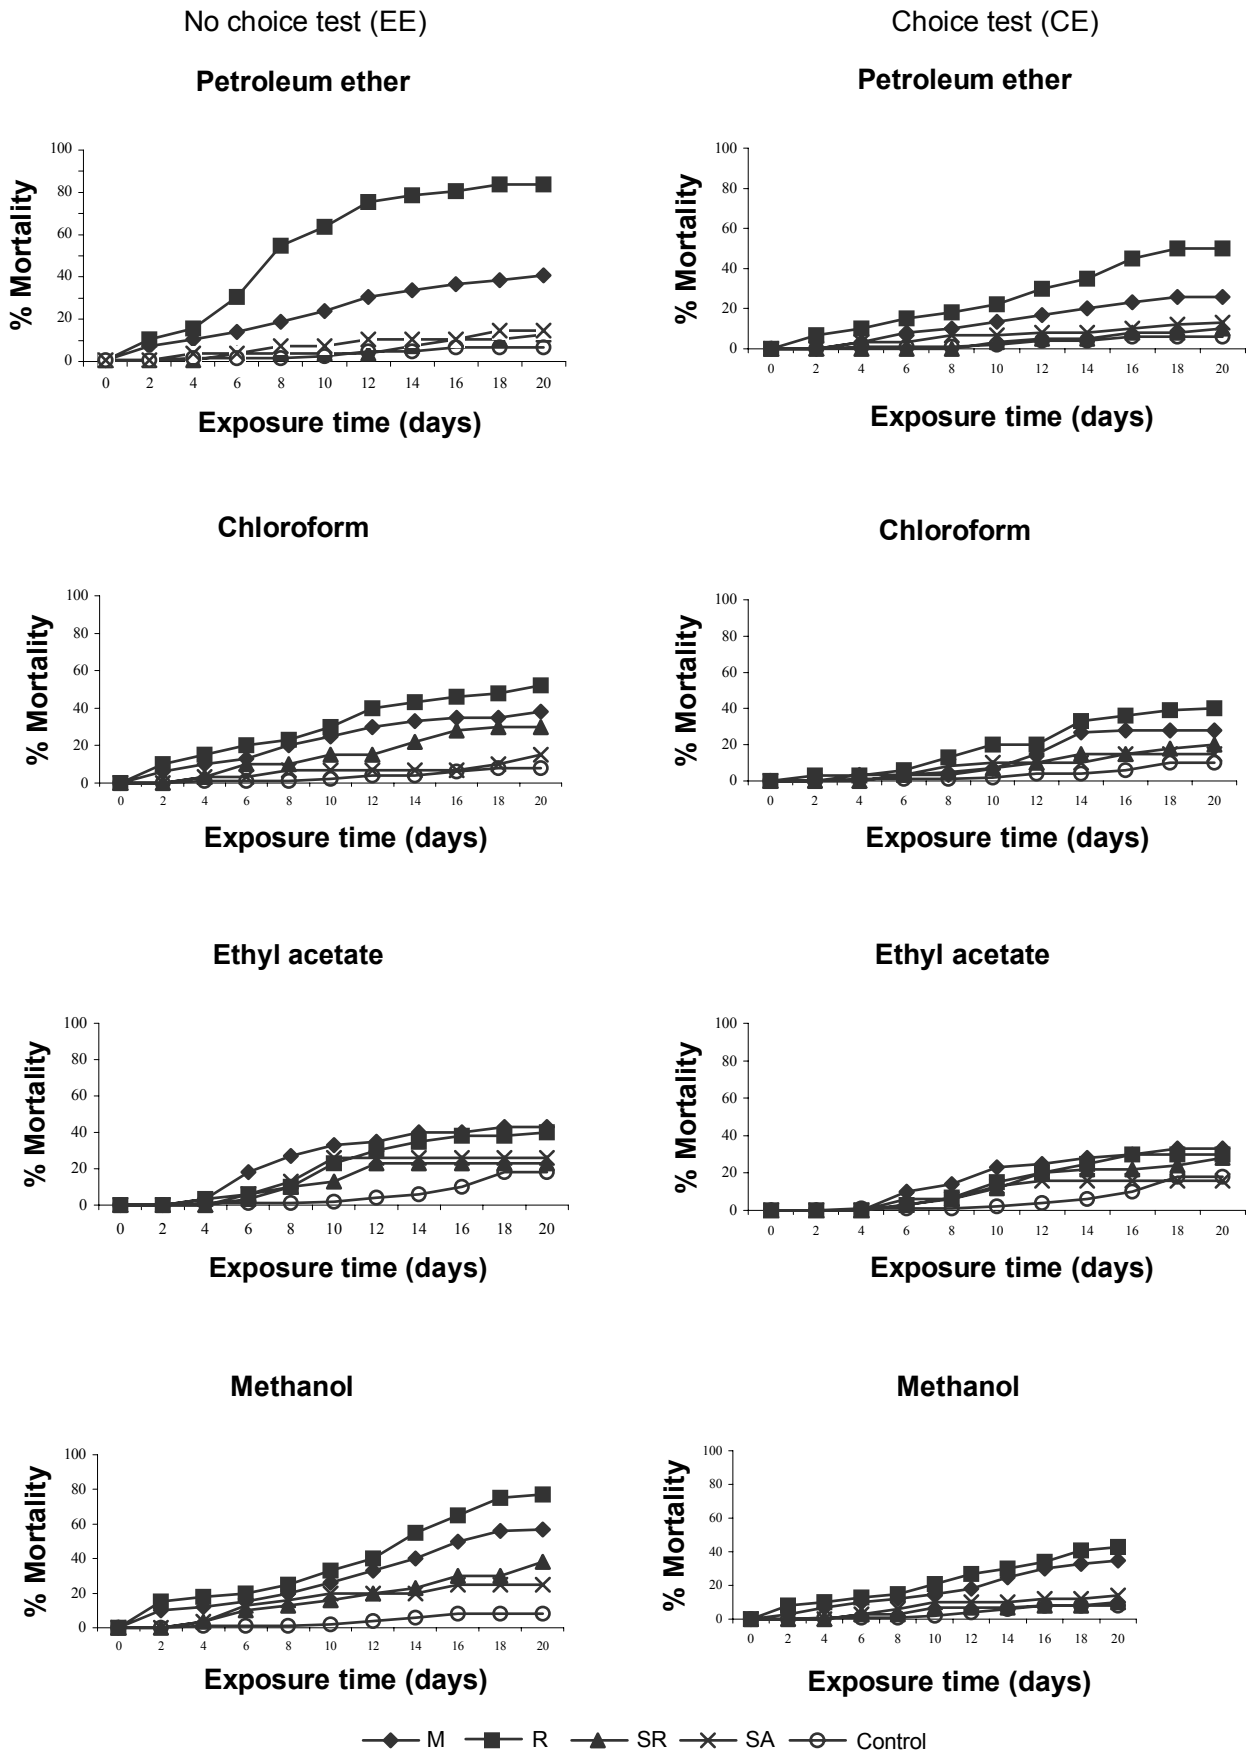 No choice test (EE)
Choice test (CE)
Petroleum ether
Petroleum ether
% Mortality
100
80
60
40
20
0
0 2 4 6 8 10 12 14 16 18 20
Exposure time (days)
% Mortality
100
80
60
40
20
0
0 2 4 6 8 10 12 14 16 18 20
Exposure time (days)
Chloroform
Chloroform
% Mortality
100
80
60
40
20
0
0 2 4 6 8 10 12 14 16 18 20
Exposure time (days)
% Mortality
100
80
60
40
20
0
0 2 4 6 8 10 12 14 16 18 20
Exposure time (days)
Ethyl acetate
Ethyl acetate
% Mortality
100
80
60
40
20
0
0 2 4 6 8 10 12 14 16 18 20
Exposure time (days)
% Mortality
100
80
60
40
20
0
0 2 4 6 8 10 12 14 16 18 20
Exposure time (days)
Methanol
Methanol
% Mortality
100
80
60
40
20
0
0 2 4 6 8 10 12 14 16 18 20
Exposure time (days)
% Mortality
100
80
60
40
20
0
0 2 4 6 8 10 12 14 16 18 20
Exposure time (days)
M R SR SA Control